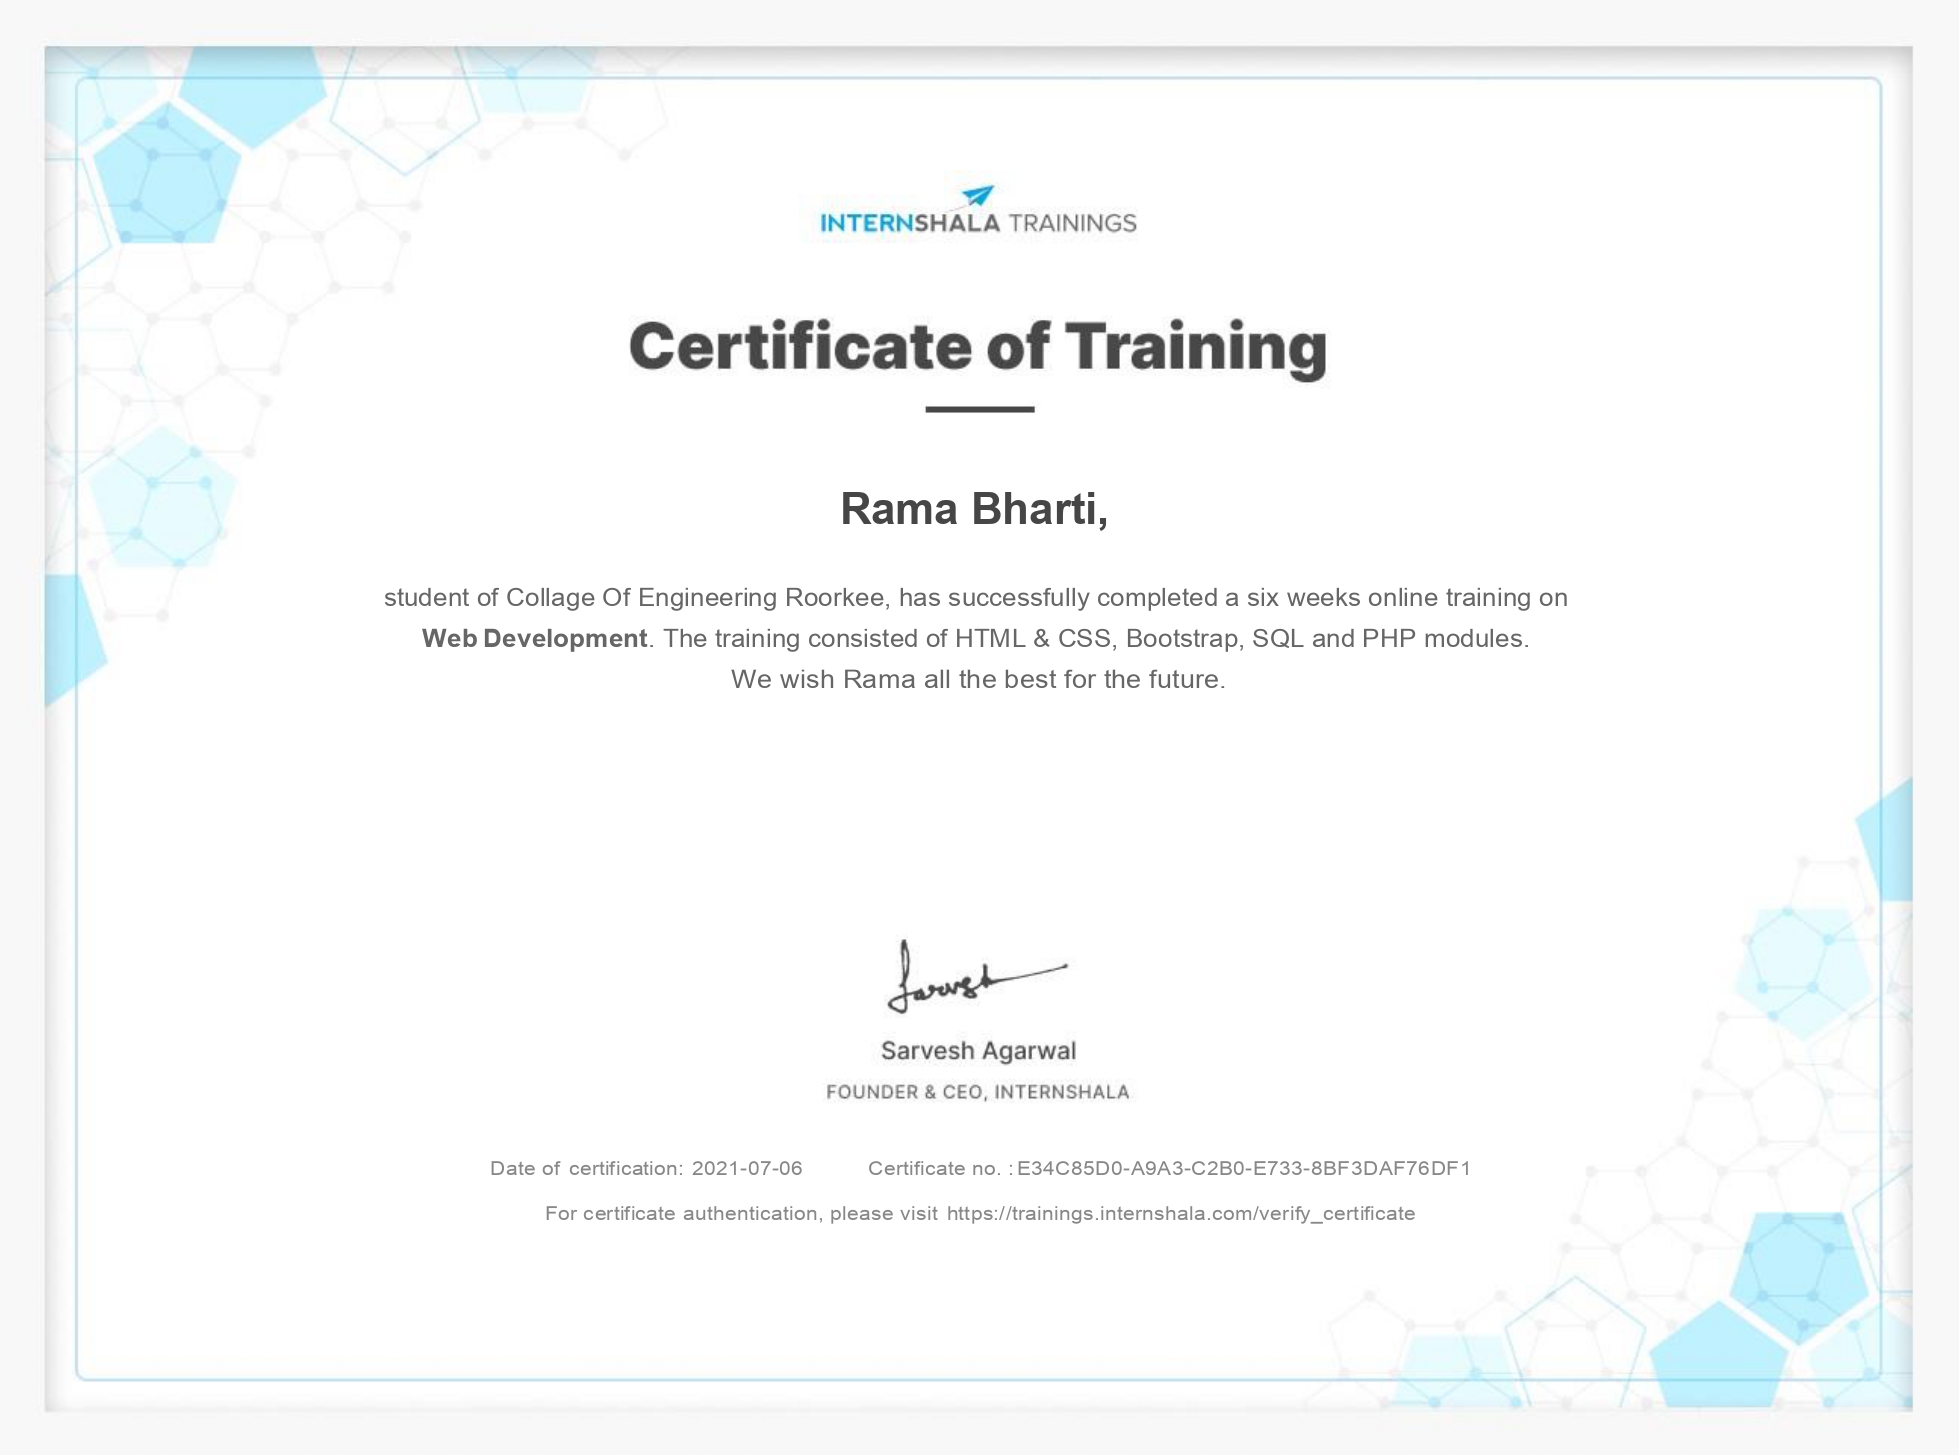 INTERNSHALA TRAININGS
Certificate of Training
Rama Bharti,
student of Collage Of Engineering Roorkee, has successfully completed a six weeks online training on
Web Development. The training consisted of HTML & CSS, Bootstrap, SQL and PHP modules.
We wish Rama all the best for the future.
Sarvesh
Sarvesh Agarwal
FOUNDER & CEO, INTERNSHALA
Date of certification: 2021-07-06 Certificate no. : E34C85D0-A9A3-C2B0-E733-8BF3DAF76DF1
For certificate authentication, please visit https://trainings.internshala.com/verify_certificate